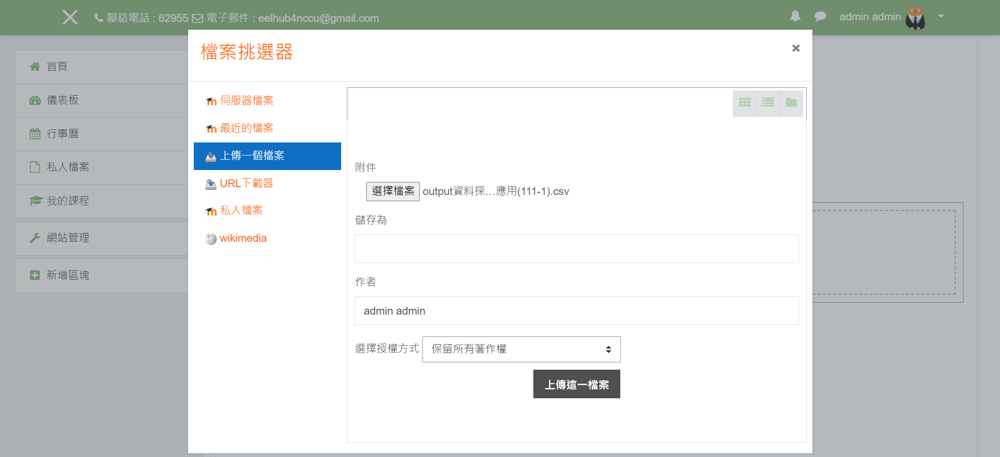 聯絡電話 : 62955 電子郵件 : eelhub4nccu@gmail.com
admin admin
首頁
儀表板
行事曆
私人檔案
我的課程
網站管理
新增區塊
檔案挑選器
伺服器檔案
最近的檔案
上傳一個檔案
URL下載器
私人檔案
wikimedia
附件
選擇檔案 output資料探…應用(111-1).csv
儲存為
作者
admin admin
選擇授權方式 保留所有著作權
上傳這一檔案